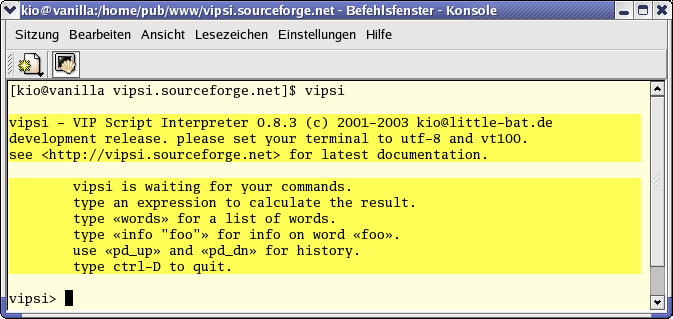 kio@vanilla:/home/pub/www/vipsi.sourceforge.net - Befehlsfenster - Konsole
Sitzung Bearbeiten Ansicht Lesezeichen Einstellungen Hilfe
[kio@vanilla vipsi.sourceforge.net]$ vipsi
vipsi - VIP Script Interpreter 0.8.3 (c) 2001-2003 kio@little-bat.de
development release. please set your terminal to utf-8 and vt100.
see <http://vipsi.sourceforge.net> for latest documentation.
vipsi is waiting for your commands.
type an expression to calculate the result.
type «words» for a list of words.
type «info "foo"» for info on word «foo».
use «pd_up» and «pd_dn» for history.
type ctrl-D to quit.
vipsi>